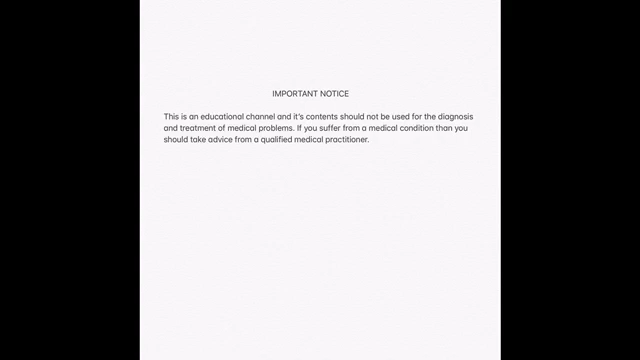 IMPORTANT NOTICE
This is an educational channel and it's contents should not be used for the diagnosis
and treatment of medical problems. If you suffer from a medical condition than you
should take advice from a qualified medical practitioner.